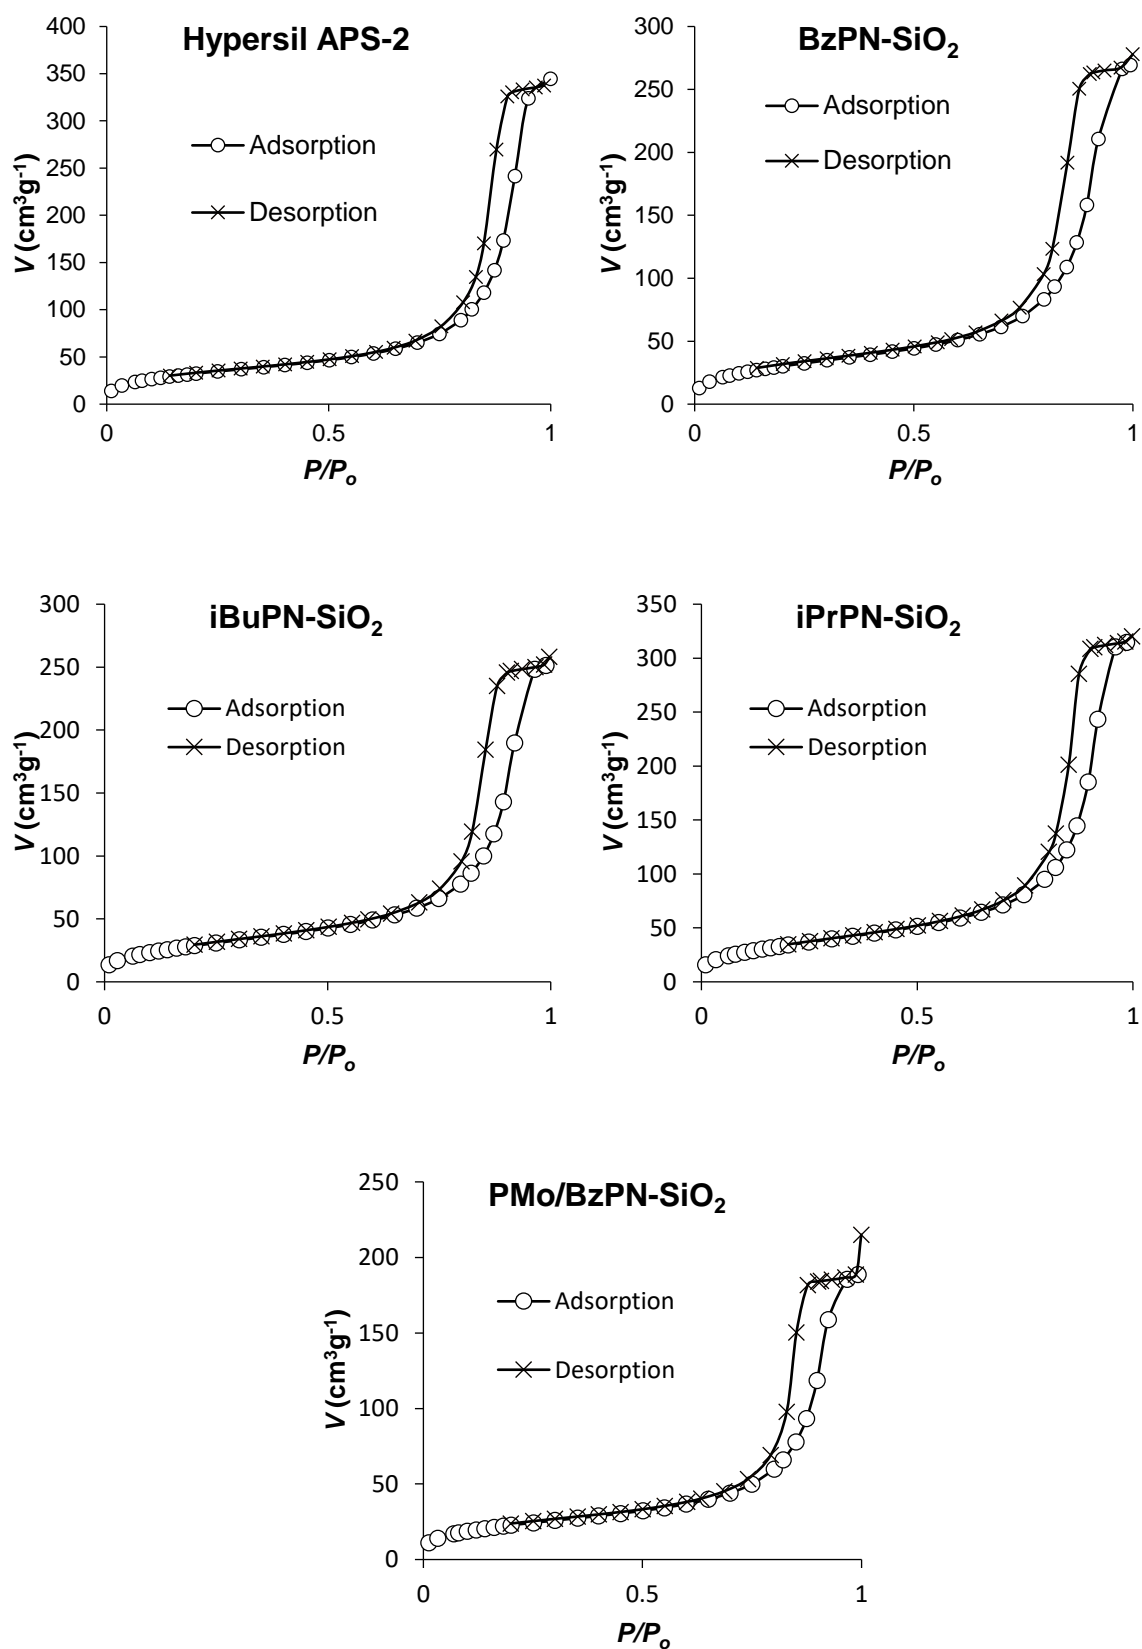 Hypersil APS-2
400
350
300
250
200
150
100
50
0
V (cm³g⁻¹)
Adsorption
Desorption
0
0.5
1
P/Pₒ
BzPN-SiO₂
300
250
200
150
100
50
0
V (cm³g⁻¹)
Adsorption
Desorption
0
0.5
1
P/Pₒ
iBuPN-SiO₂
300
250
200
150
100
50
0
V (cm³g⁻¹)
Adsorption
Desorption
0
0.5
1
P/Pₒ
iPrPN-SiO₂
350
300
250
200
150
100
50
0
V (cm³g⁻¹)
Adsorption
Desorption
0
0.5
1
P/Pₒ
PMo/BzPN-SiO₂
250
200
150
100
50
0
V (cm³g⁻¹)
Adsorption
Desorption
0
0.5
1
P/Pₒ